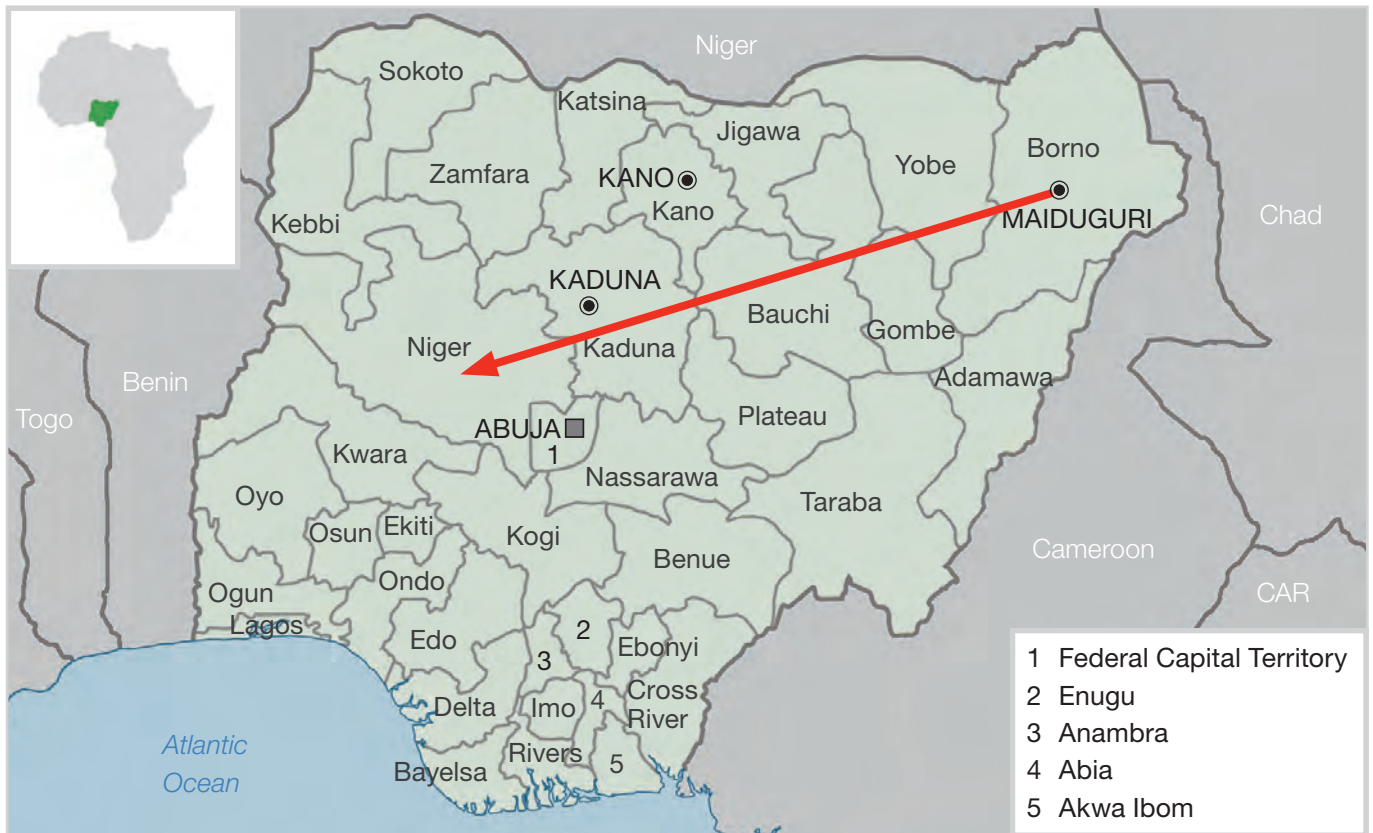 Niger
Sokoto
Katsina
Jigawa
Borno
Yobe
Zamfara
KANO
Kano
Kebbi
MAIDUGURI
Chad
KADUNA
Bauchi
Gombe
Niger
Kaduna
Benin
Adamawa
Togo
Plateau
ABUJA
1
Kwara
Nassarawa
Oyo
Taraba
Osun
Ekiti
Kogi
Benue
Cameroon
Ondo
Ogun
Lagos
CAR
Edo
2
Ebonyi
3
Cross
River
Delta
Imo
4
Atlantic
Ocean
Rivers
5
Bayelsa
1 Federal Capital Territory
2 Enugu
3 Anambra
4 Abia
5 Akwa Ibom